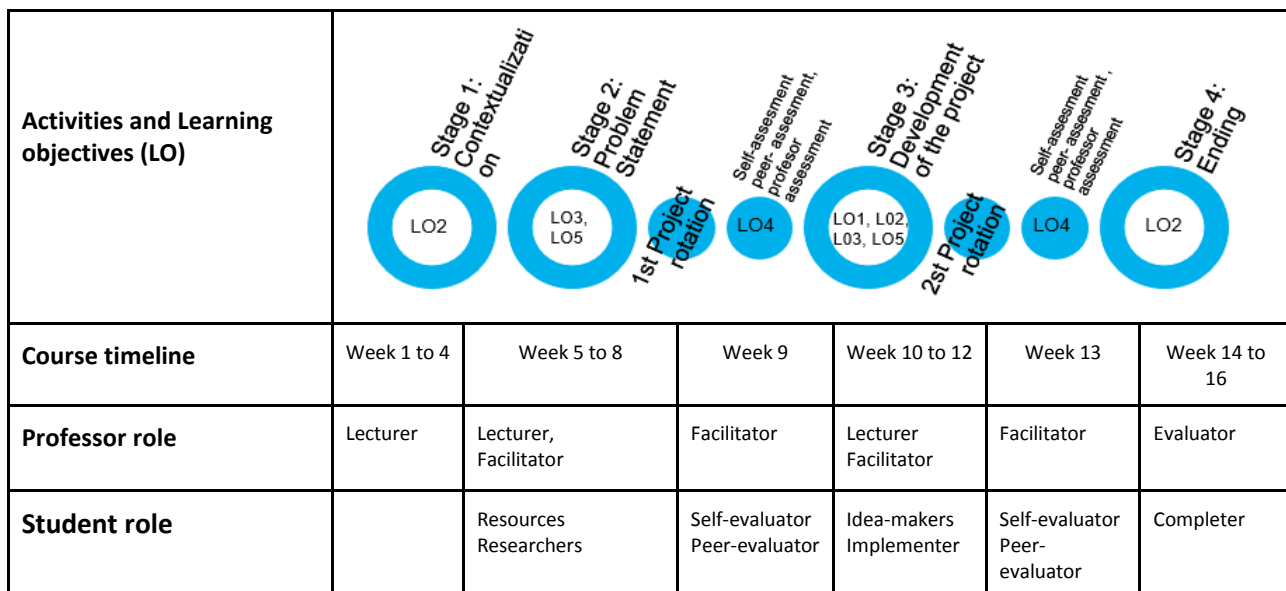 Activities and Learning
objectives (LO)
Stage 1:
Contextualizati
on
LO2
Stage 2:
Problem
Statement
LO3,
LO5
1st Project
rotation
Self-assesment
peer- assesment,
profesor
assessment
LO4
Stage 3:
Development
of the project
LO1, L02,
L03, LO5
2st Project
rotation
Self-assesment
peer- assesment ,
professor
assessment
LO4
Stage 4:
Ending
LO2
Course timeline
Week 1 to 4
Week 5 to 8
Week 9
Week 10 to 12
Week 13
Week 14 to
16
Professor role
Lecturer
Lecturer,
Facilitator
Facilitator
Lecturer
Facilitator
Facilitator
Evaluator
Student role
Resources
Researchers
Self-evaluator
Peer-evaluator
Idea-makers
Implementer
Self-evaluator
Peer-
evaluator
Completer